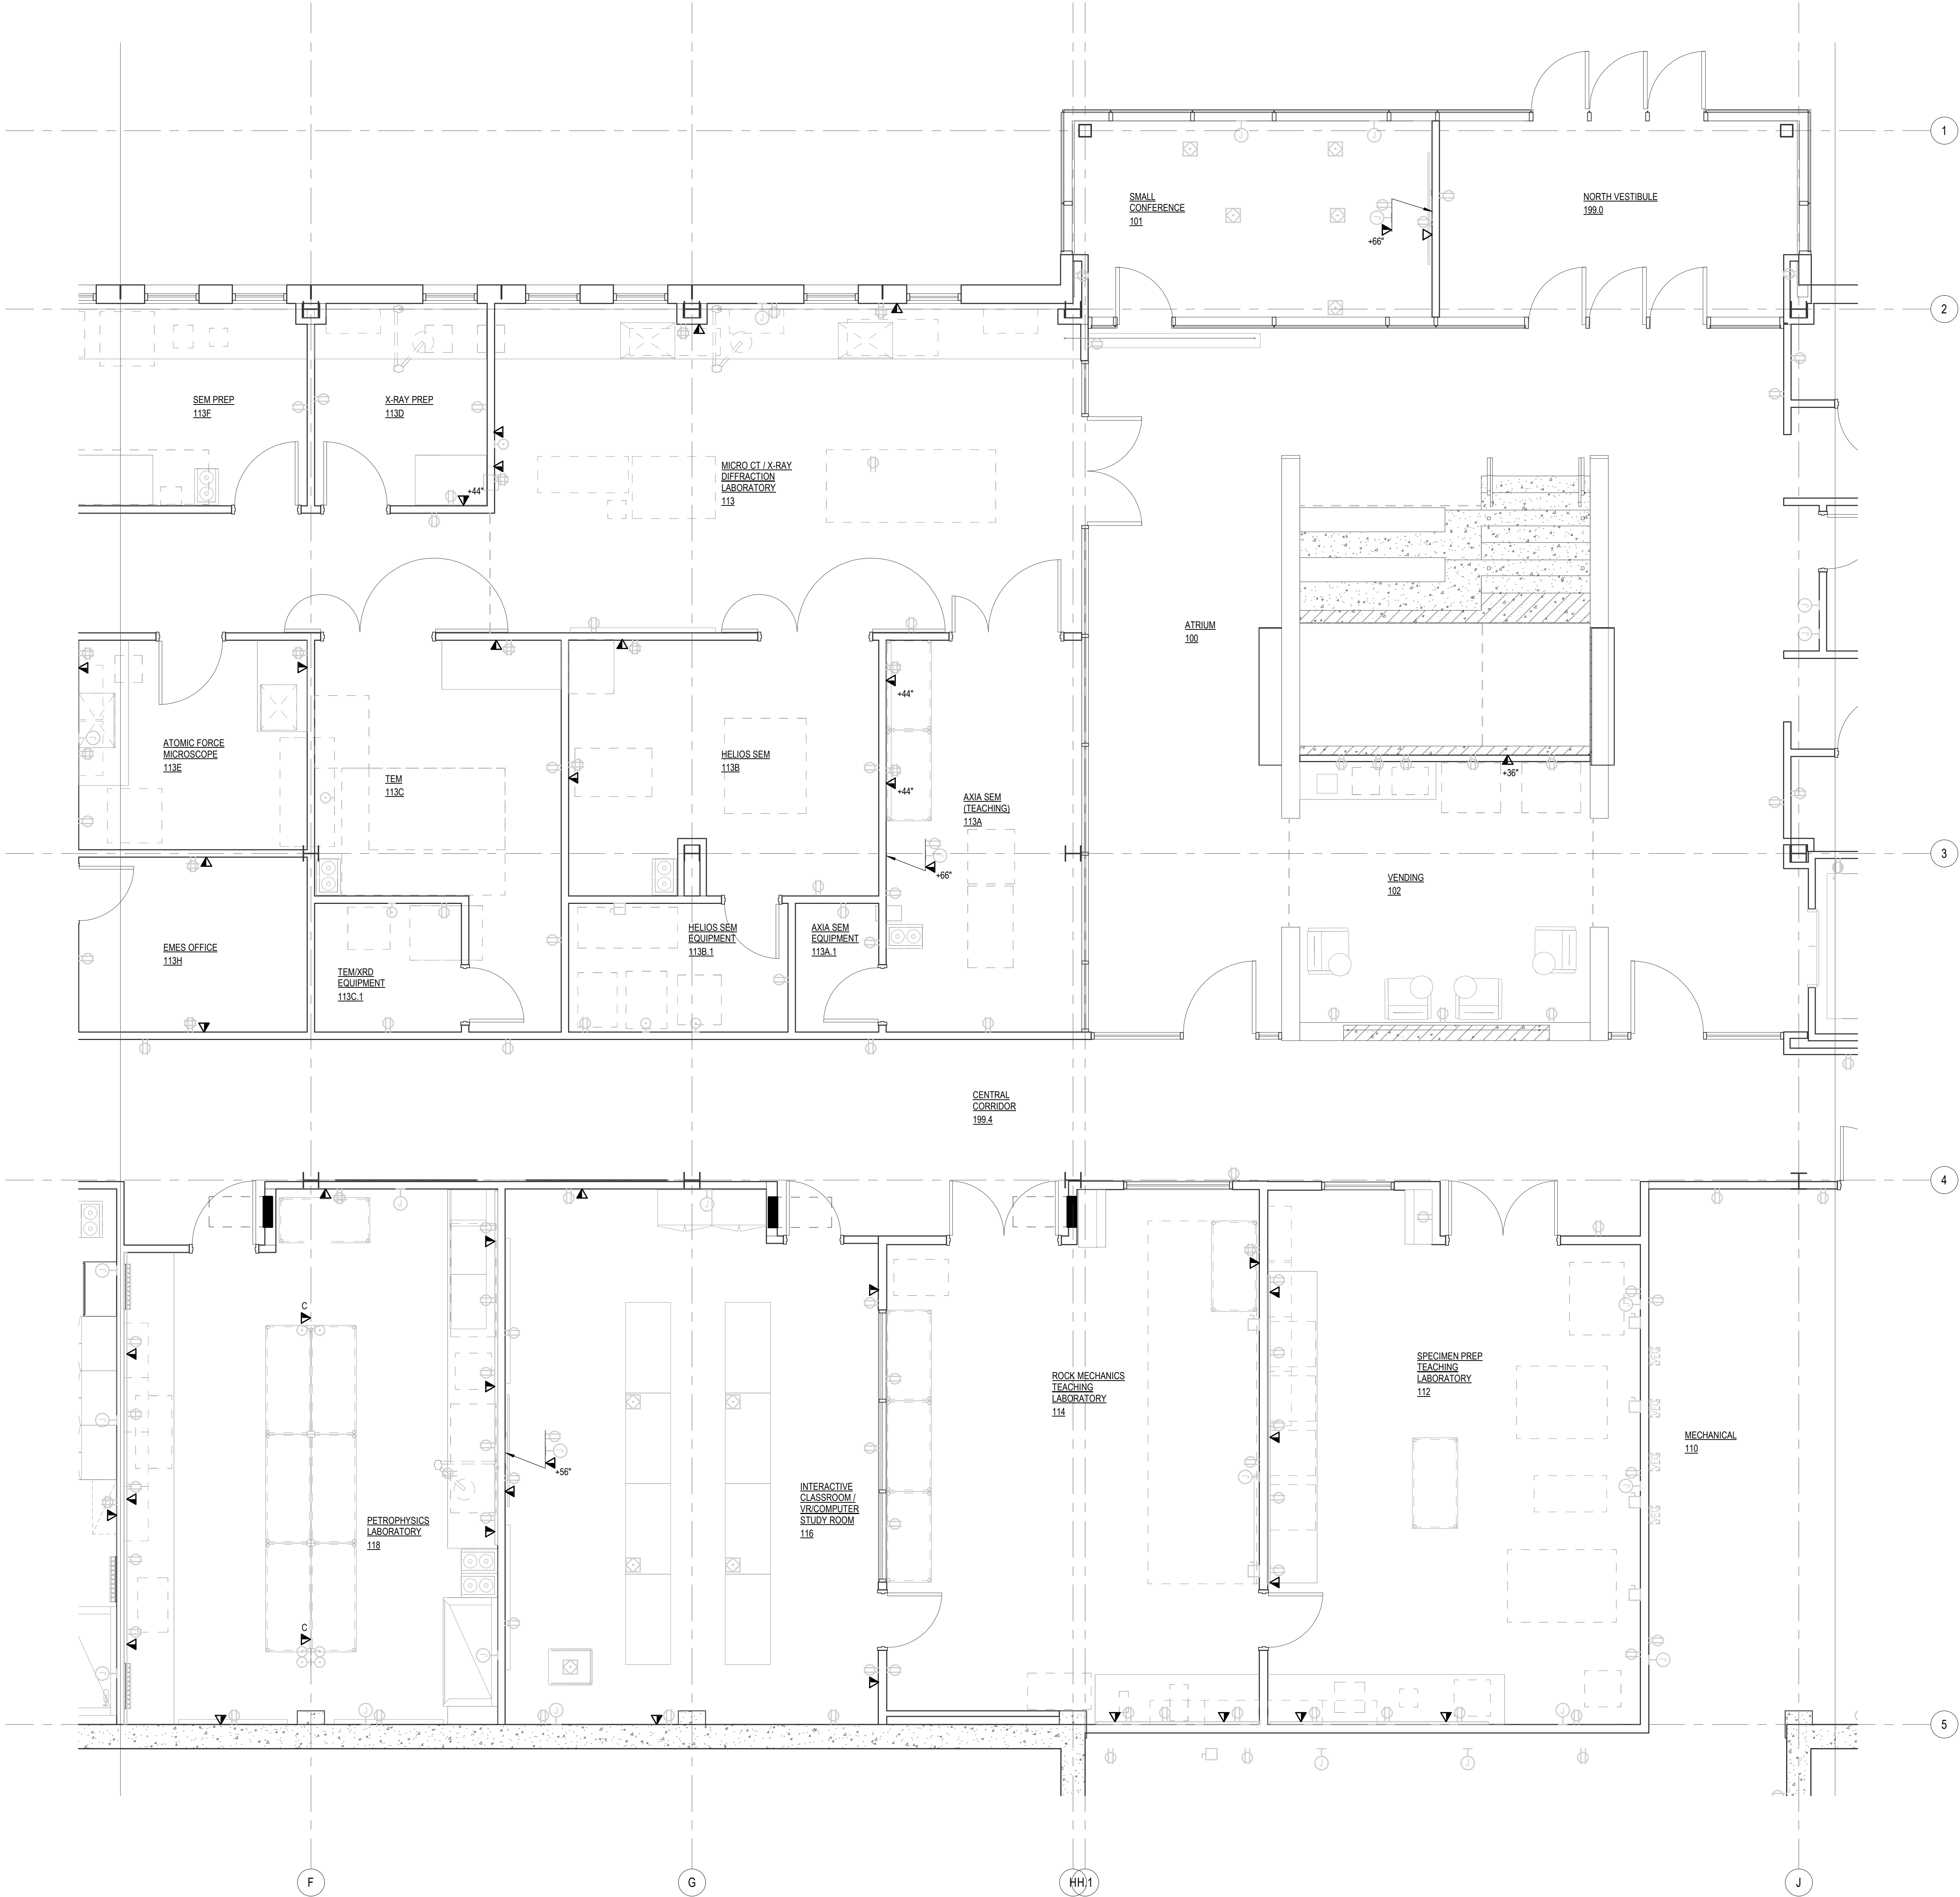 1
SMALL
CONFERENCE
101
NORTH VESTIBULE
199.0
+66"
2
SEM PREP
113F
X-RAY PREP
113D
MICRO CT / X-RAY
DIFFRACTION
LABORATORY
113
+44"
ATRIUM
100
+44"
ATOMIC FORCE
MICROSCOPE
113E
TEM
113C
HELIOS SEM
113B
+44"
AXIA SEM
(TEACHING)
113A
+36"
3
+66"
VENDING
102
EMES OFFICE
113H
TEM/XRD
EQUIPMENT
113C.1
HELIOS SEM
EQUIPMENT
113B.1
AXIA SEM
EQUIPMENT
113A.1
CENTRAL
CORRIDOR
199.4
4
C
ROCK MECHANICS
TEACHING
LABORATORY
114
SPECIMEN PREP
TEACHING
LABORATORY
112
MECHANICAL
110
+56"
INTERACTIVE
CLASSROOM /
VR/COMPUTER
STUDY ROOM
116
PETROPHYSICS
LABORATORY
118
C
5
F
G
H
H.1
J